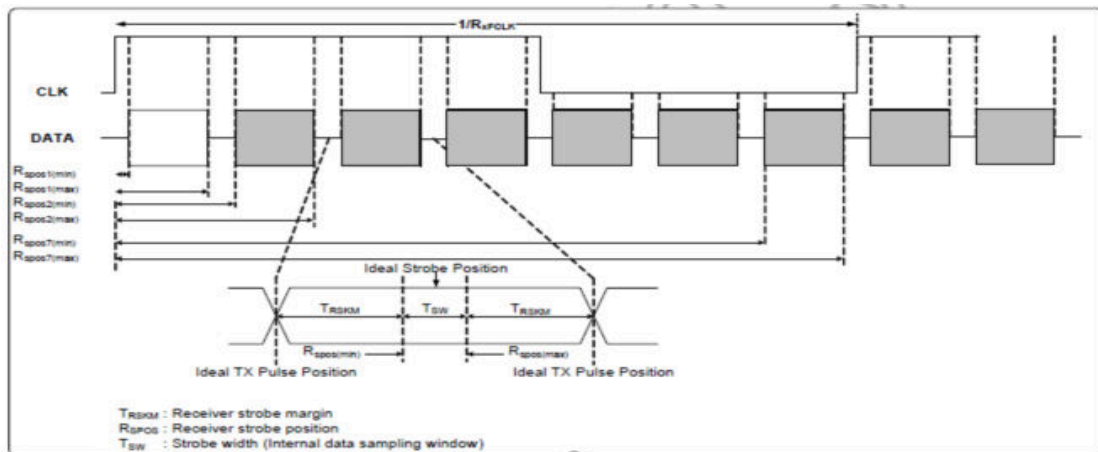 1/RxFCLK
CLK
DATA
Rspos1(min)
Rspos1(max)
Rspos2(min)
Rspos2(max)
Rspos7(min)
Rspos7(max)
Ideal Strobe Position
TRSKM TSW TRSKM
Rspos(min) Rspos(max)
Ideal TX Pulse Position Ideal TX Pulse Position
TRSKM : Receiver strobe margin
RSPOS : Receiver strobe position
TSW : Strobe width (Internal data sampling window)